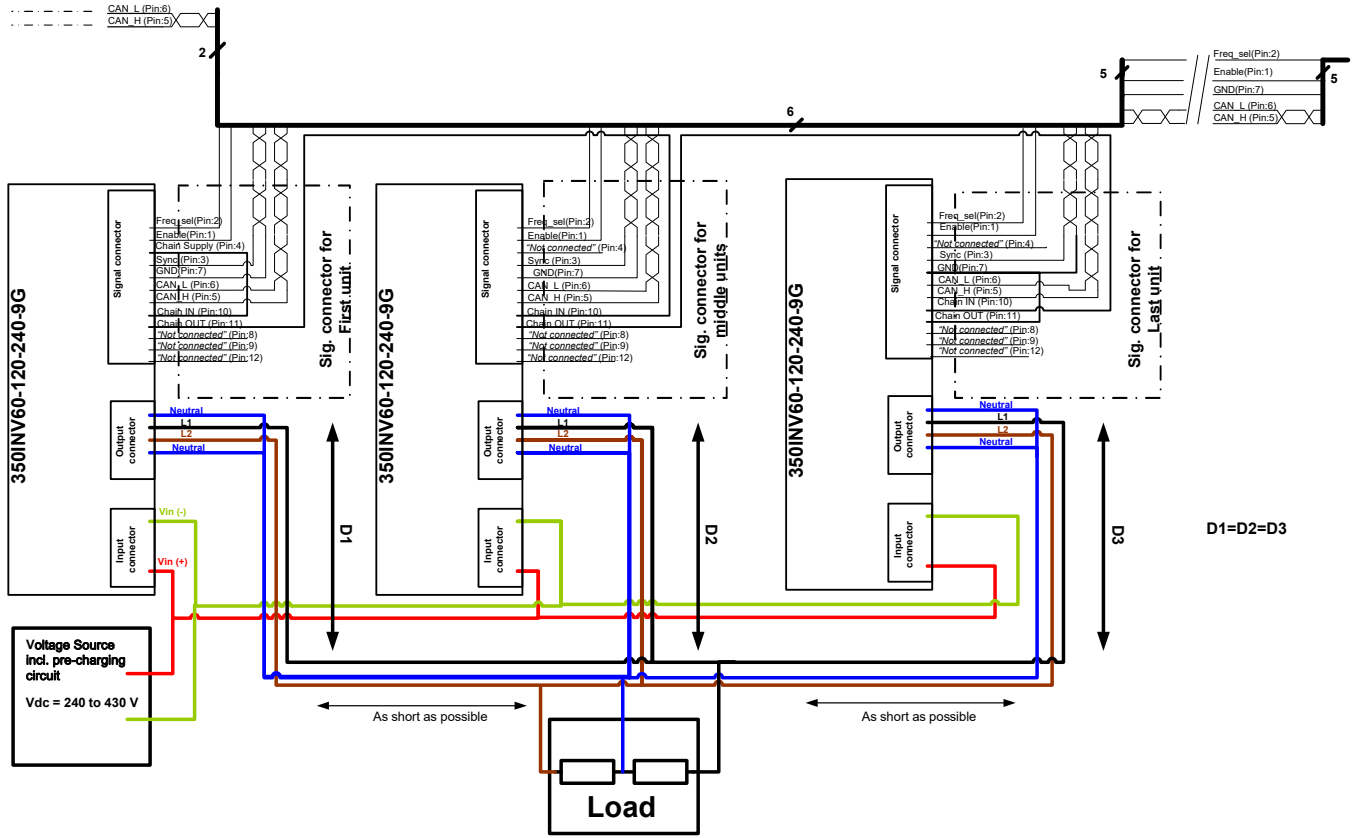 CAN_L (Pin:6)
CAN_H (Pin:5)
2
6
5
Freq_sel(Pin:2)
Enable(Pin:1)
GND(Pin:7)
CAN_L (Pin:6)
CAN_H (Pin:5)
5
350INV60-120-240-9G
Signal connector
Freq_sel(Pin:2)
Enable(Pin:1)
Chain Supply (Pin:4)
Sync(Pin:3)
GND(Pin:7)
CAN_L (Pin:6)
CAN_H (Pin:5)
Chain IN (Pin:10)
Chain OUT (Pin:11)
"Not connected" (Pin:8)
"Not connected" (Pin:9)
"Not connected" (Pin:12)
Sig. connector for
First unit
Output
connector
Neutral
L1
L2
Neutral
Input
connector
Vin (-)
Vin (+)
D1
350INV60-120-240-9G
Signal connector
Freq_sel(Pin:2)
Enable(Pin:1)
"Not connected" (Pin:4)
Sync(Pin:3)
GND(Pin:7)
CAN_L (Pin:6)
CAN_H (Pin:5)
Chain IN (Pin:10)
Chain OUT (Pin:11)
"Not connected" (Pin:8)
"Not connected" (Pin:9)
"Not connected" (Pin:12)
Sig. connector for
middle units
Output
connector
Neutral
L1
L2
Neutral
Input
connector
D2
350INV60-120-240-9G
Signal connector
Freq_sel(Pin:2)
Enable(Pin:1)
"Not connected" (Pin:4)
Sync(Pin:3)
GND(Pin:7)
CAN_L (Pin:6)
CAN_H (Pin:5)
Chain IN (Pin:10)
Chain OUT (Pin:11)
"Not connected" (Pin:8)
"Not connected" (Pin:9)
"Not connected" (Pin:12)
Sig. connector for
Last unit
Output
connector
Neutral
L1
L2
Neutral
Input
connector
D3
D1=D2=D3
Voltage Source
incl. pre-charging
circuit
Vdc = 240 to 430 V
As short as possible
As short as possible
Load